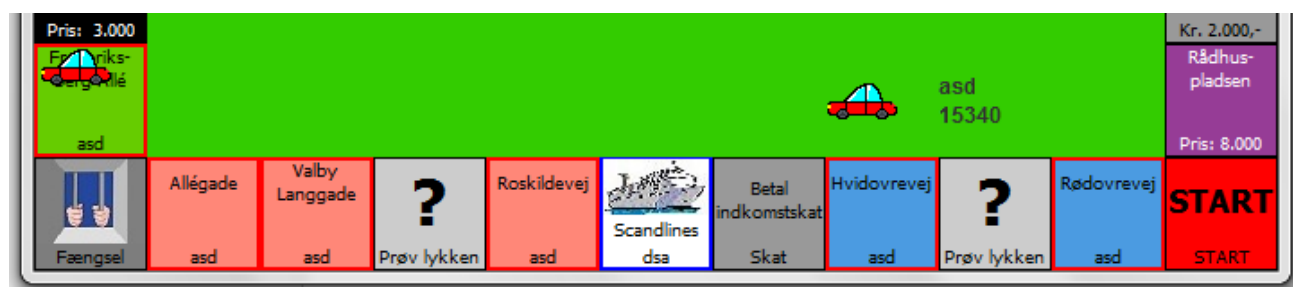 Pris: 3.000
Kr. 2.000,-
Rådhus-
pladsen
Pris: 8.000
asd
asd
15340
Fængsel
Allégade
asd
Valby
Langgade
asd
?
Prøv lykken
Roskildevej
asd
Scandlines
dsa
Betal
indkomstskat
Skat
Hvidovrevej
asd
?
Prøv lykken
Rødovrevej
asd
START
START